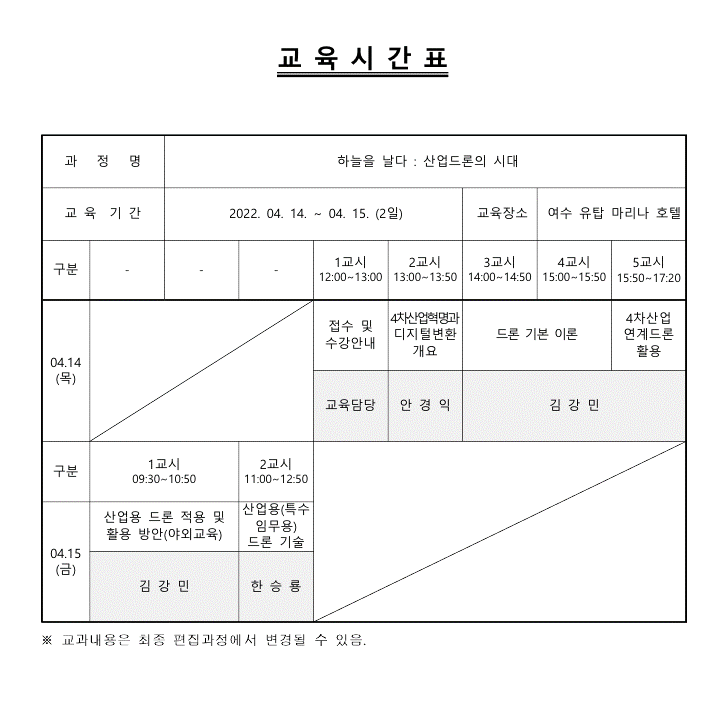 교 육 시 간 표
과 정 명 하늘을 날다 : 산업드론의 시대
교 육 기 간 2022. 04. 14. ~ 04. 15. (2일) 교육장소 여수 유탑 마리나 호텔
구분 - - - 1교시 2교시 3교시 4교시 5교시
12:00~13:00 13:00~13:50 14:00~14:50 15:00~15:50 15:50~17:20
04.14
(목)
접수 및
수강안내
4차산업혁명과
디지털변환
개요
드론 기본 이론
4차산업
연계드론
활용
교육담당 안 경 익 김 강 민
구분 1교시 2교시
09:30~10:50 11:00~12:50
04.15
(금)
산업용 드론 적용 및
활용 방안(야외교육)
산업용(특수
임무용)
드론 기술
김 강 민 한 승 룡
※ 교과내용은 최종 편집과정에서 변경될 수 있음.